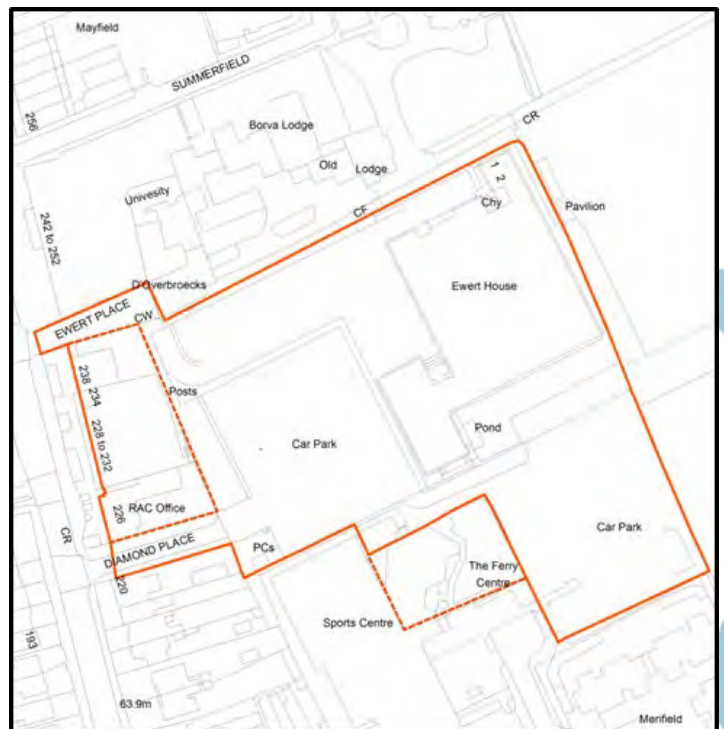 Mayfield
SUMMERFIELD
256
Borva Lodge
Old
Lodge
CR
1
2
Chy
Univesity
CF
Pavilion
242 to 252
D'Overbroecks
Ewert House
EWERT PLACE
CW
238
234
Posts
228 to 232
Car Park
Pond
226
RAC Office
CR
DIAMOND PLACE
PCs
Car Park
The Ferry
Centre
220
Sports Centre
193
63.9m
Merifield